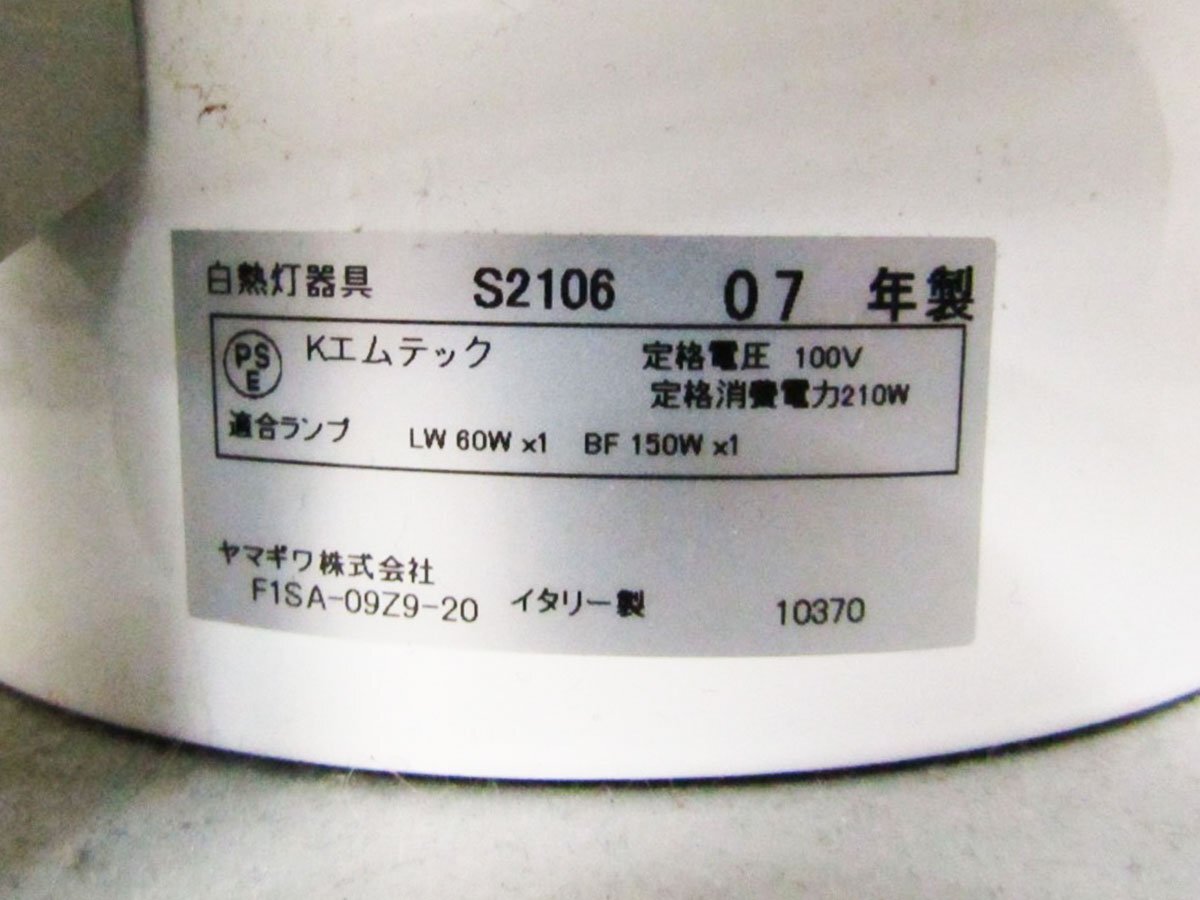 白熱灯器具 S2106 07 年製
PS E Kエムテック 定格電圧 100V
定格消費電力210W
適合ランプ LW 60W x1 BF 150W x1
ヤマギワ株式会社
F1SA-09Z9-20 イタリー製 10370